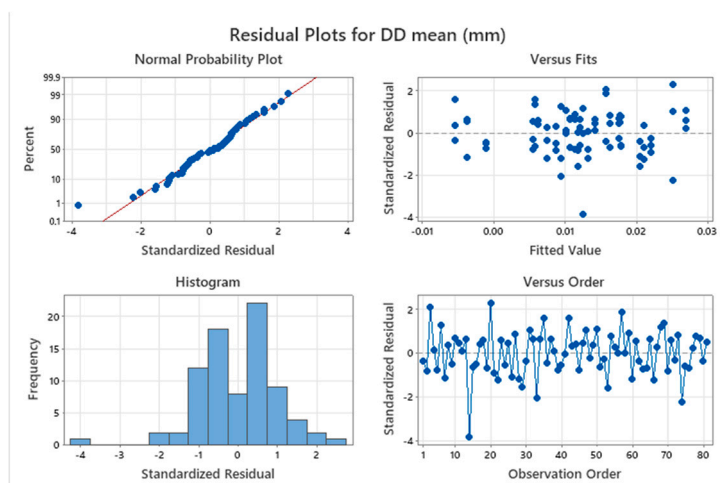 Residual Plots for DD mean (mm)
Normal Probability Plot
99.9
99
90
50
10
1
0.1
Percent
-4 -2 0 2 4
Standardized Residual
Versus Fits
2
0
-2
-4
Standardized Residual
-0.01 0.00 0.01 0.02 0.03
Fitted Value
Histogram
20
15
10
5
0
Frequency
-4 -3 -2 -1 0 1 2
Standardized Residual
Versus Order
2
0
-2
-4
Standardized Residual
1 10 20 30 40 50 60 70 80
Observation Order